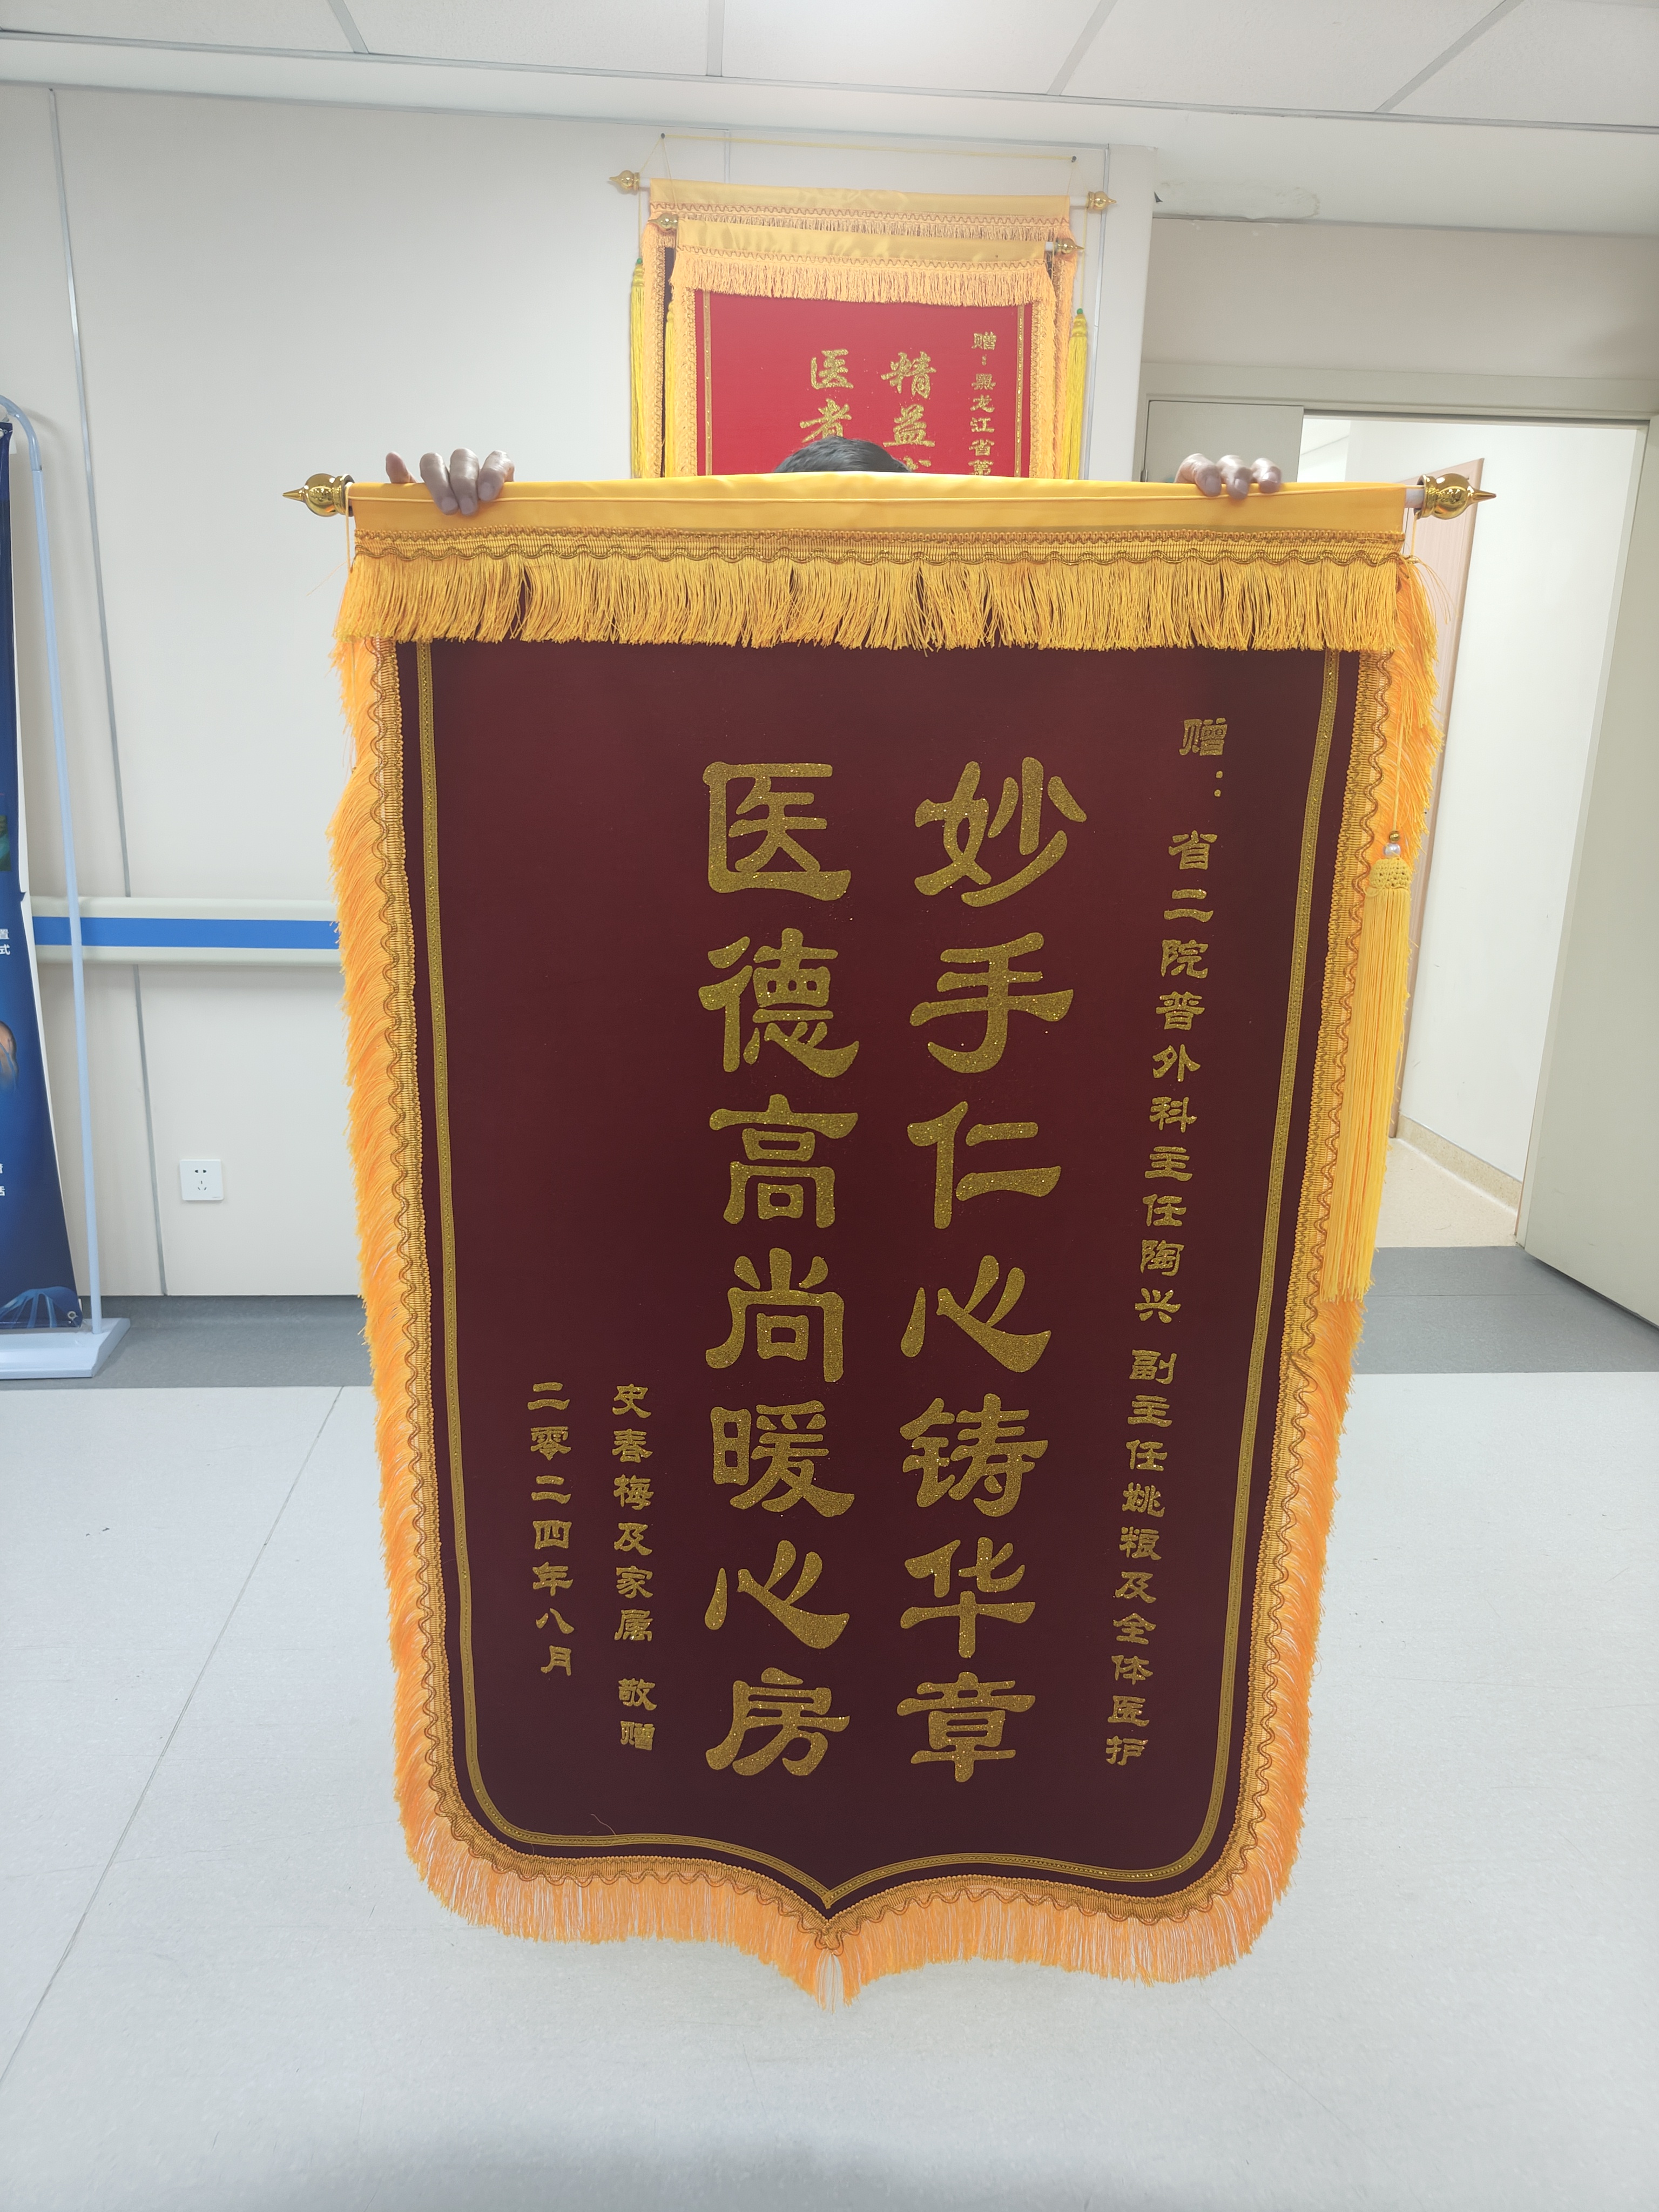 赠：省二院普外科主任陶兴 副主任姚粮及全体医护
妙手仁心铸华章
医德高尚暖心房
史春梅及家属 敬赠
二零二四年八月
赠：黑龙江省第
精益
医者